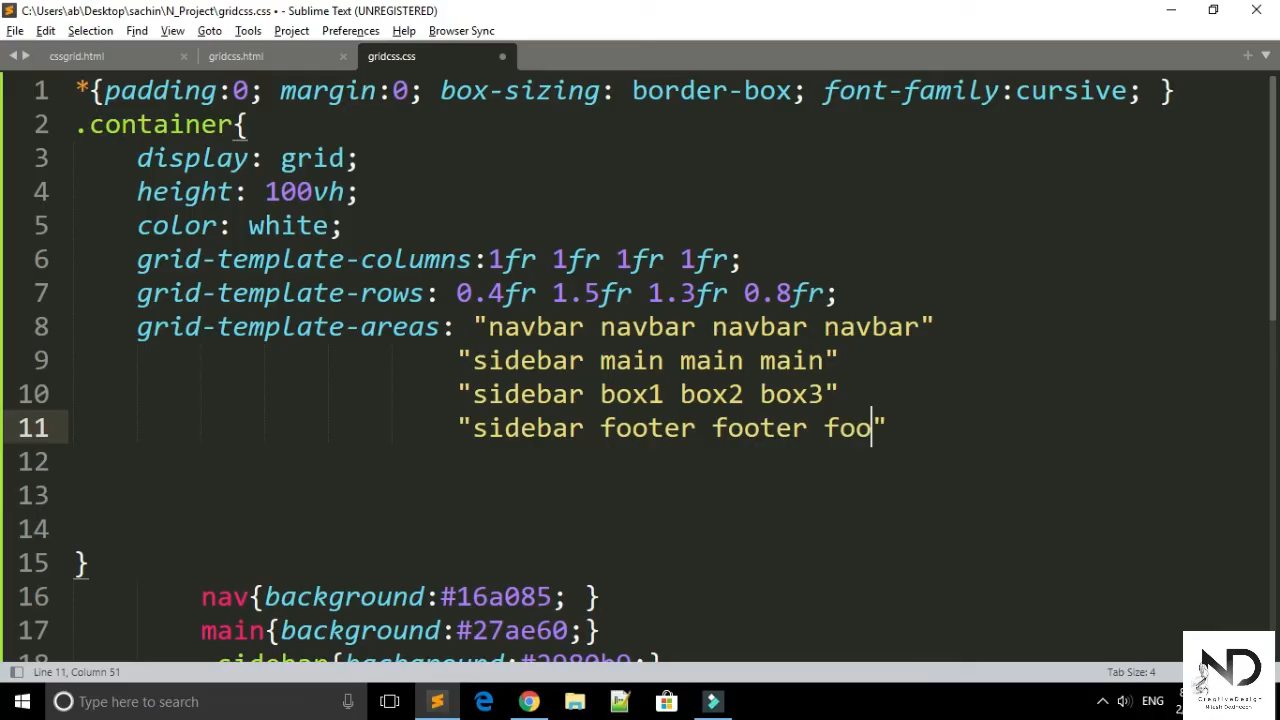 C:\Users\ab\Desktop\sachin\N_Project\gridcss.css • - Sublime Text (UNREGISTERED)
File Edit Selection Find View Goto Tools Project Preferences Help Browser Sync
cssgrid.html gridcss.html gridcss.css
1 *{padding:0; margin:0; box-sizing: border-box; font-family:cursive; }
2 .container{
3 display: grid;
4 height: 100vh;
5 color: white;
6 grid-template-columns:1fr 1fr 1fr 1fr;
7 grid-template-rows: 0.4fr 1.5fr 1.3fr 0.8fr;
8 grid-template-areas: "navbar navbar navbar navbar"
9 "sidebar main main main"
10 "sidebar box1 box2 box3"
11 "sidebar footer footer foo"
12
13
14
15 }
16 nav{background:#16a085; }
17 main{background:#27ae60;}
18 sidebar{background:#2980b9;}
Line 11, Column 51 Tab Size: 4
Type here to search ENG
ND
CreativeDesign